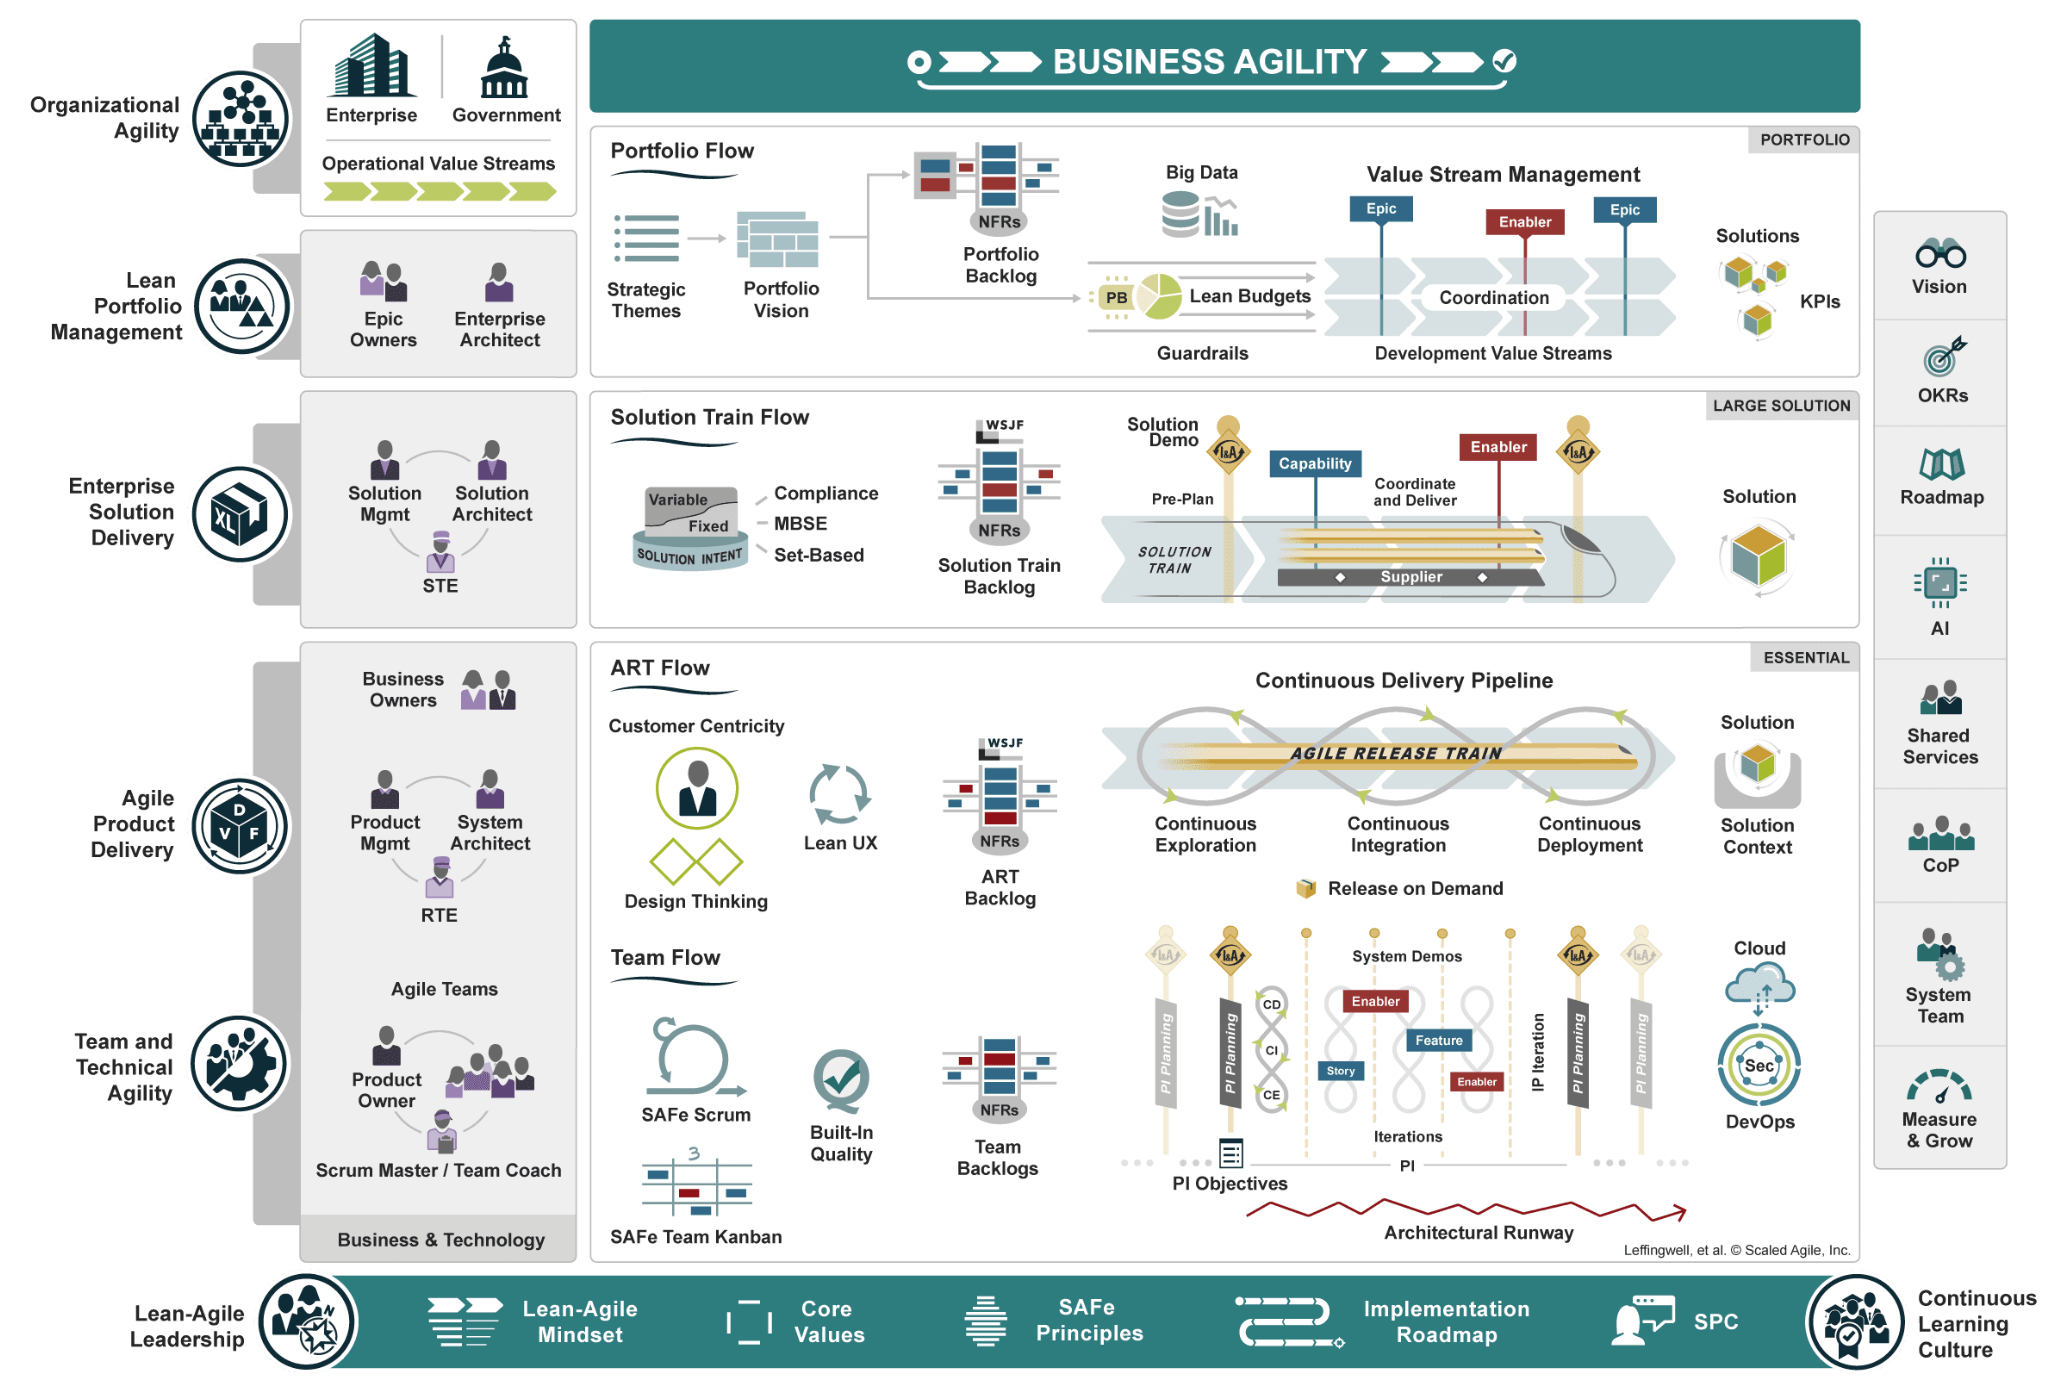 BUSINESS AGILITY
Organizational
Agility
Enterprise
Government
Operational Value Streams
Lean
Portfolio
Management
Epic
Owners
Enterprise
Architect
Enterprise
Solution
Delivery
XL
Solution
Mgmt
Solution
Architect
STE
Agile
Product
Delivery
D
V
F
Business
Owners
Product
Mgmt
System
Architect
RTE
Team and
Technical
Agility
Agile Teams
Product
Owner
Scrum Master / Team Coach
Business & Technology
PORTFOLIO
Portfolio Flow
Strategic
Themes
Portfolio
Vision
NFRs
Portfolio
Backlog
Big Data
PB
Lean Budgets
Guardrails
Value Stream Management
Epic
Enabler
Epic
Coordination
Development Value Streams
Solutions
KPIs
LARGE SOLUTION
Solution Train Flow
Variable
Fixed
SOLUTION INTENT
Compliance
MBSE
Set-Based
WSJF
NFRs
Solution Train
Backlog
Solution
Demo
I&A
Pre-Plan
Capability
Coordinate
and Deliver
Enabler
I&A
SOLUTION
TRAIN
Supplier
Solution
ESSENTIAL
ART Flow
Customer Centricity
Lean UX
Design Thinking
WSJF
NFRs
ART
Backlog
Continuous Delivery Pipeline
AGILE RELEASE TRAIN
Continuous
Exploration
Continuous
Integration
Continuous
Deployment
Release on Demand
Solution
Solution
Context
Team Flow
SAFe Scrum
3
SAFe Team Kanban
Built-In
Quality
NFRs
Team
Backlogs
I&A
I&A
I&A
I&A
System Demos
PI Planning
PI Planning
CD
CI
CE
Enabler
Feature
Story
Enabler
IP Iteration
PI Planning
PI Planning
Iterations
PI
PI Objectives
Architectural Runway
Cloud
Sec
DevOps
Leffingwell, et al. © Scaled Agile, Inc.
Vision
OKRs
Roadmap
AI
Shared
Services
CoP
System
Team
Measure
& Grow
Lean-Agile
Leadership
N
Lean-Agile
Mindset
Core
Values
SAFe
Principles
Implementation
Roadmap
SPC
Continuous
Learning
Culture